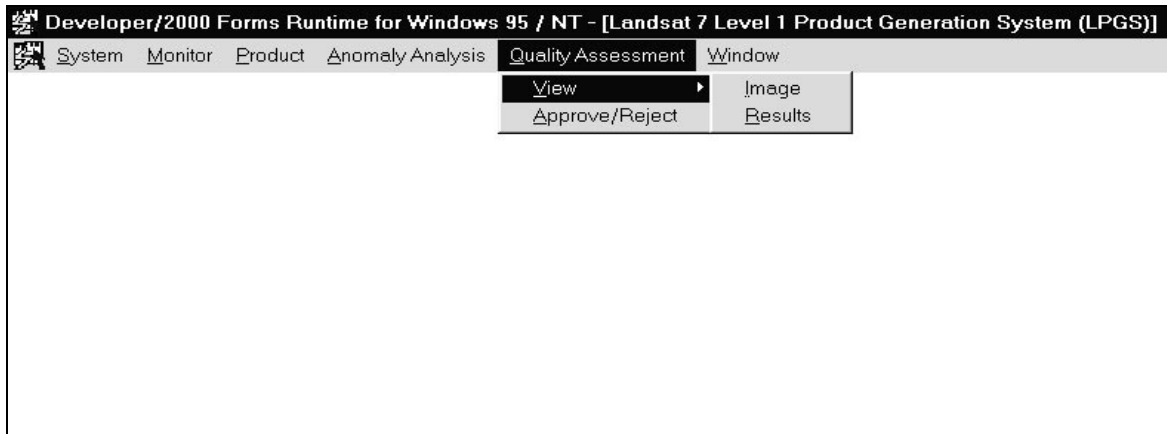 Developer/2000 Forms Runtime for Windows 95 / NT - [Landsat 7 Level 1 Product Generation System (LPGS)]
System Monitor Product Anomaly Analysis Quality Assessment Window
View Image
Approve/Reject Results